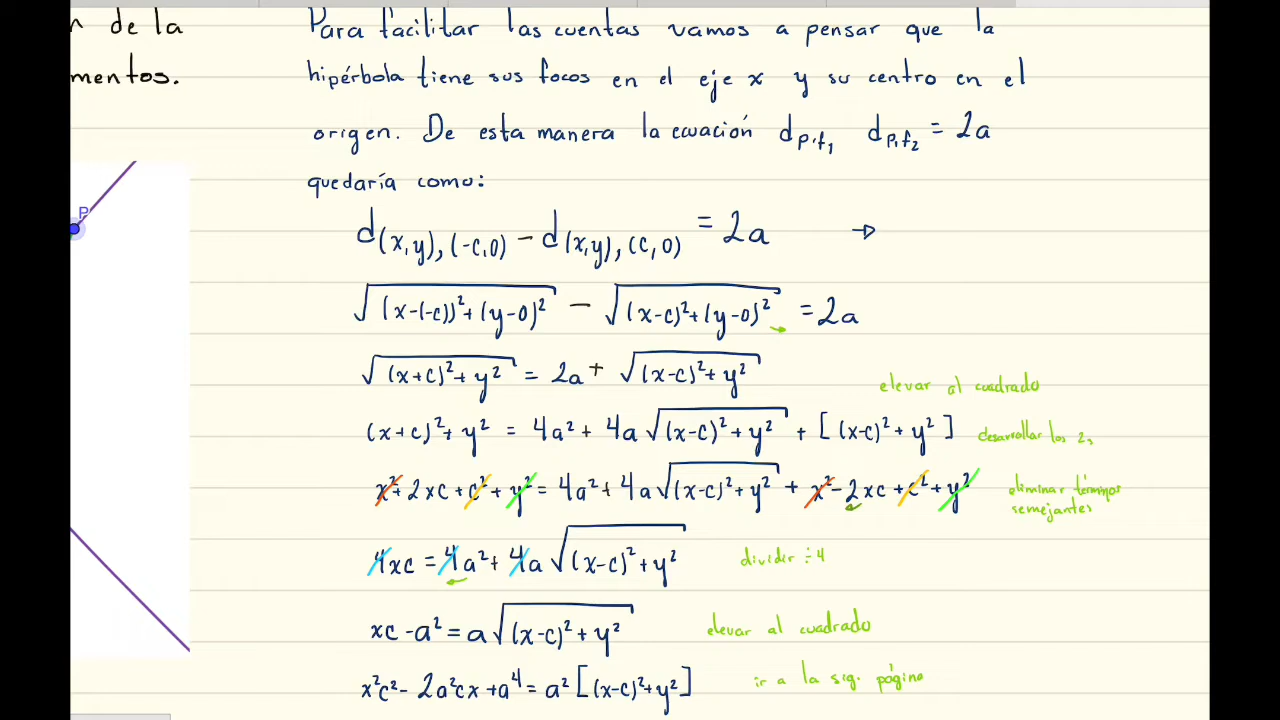 n de la
mentos.
P
Para facilitar las cuentas vamos a pensar que la
hipérbola tiene sus focos en el eje x y su centro en el
origen. De esta manera la ecuación d_{P,f_1} d_{P,f_2} = 2a
quedaría como:
d_{(x,y),(-c,0)} - d_{(x,y),(c,0)} = 2a →
√((x-(-c))²+(y-0)²) - √((x-c)²+(y-0)²) = 2a
√((x+c)²+y²) = 2a + √((x-c)²+y²)
elevar al cuadrado
(x+c)²+y² = 4a² + 4a√((x-c)²+y²) + [(x-c)²+y²] desarrollar los 2s
x²+2xc+c²+y² = 4a²+4a√((x-c)²+y²) + x²-2xc+c²+y² eliminar términos
semejantes
4xc = 4a²+4a√((x-c)²+y²) dividir ÷4
xc-a² = a√((x-c)²+y²) elevar al cuadrado
x²c²-2a²cx+a⁴ = a²[(x-c)²+y²] ir a la sig. página